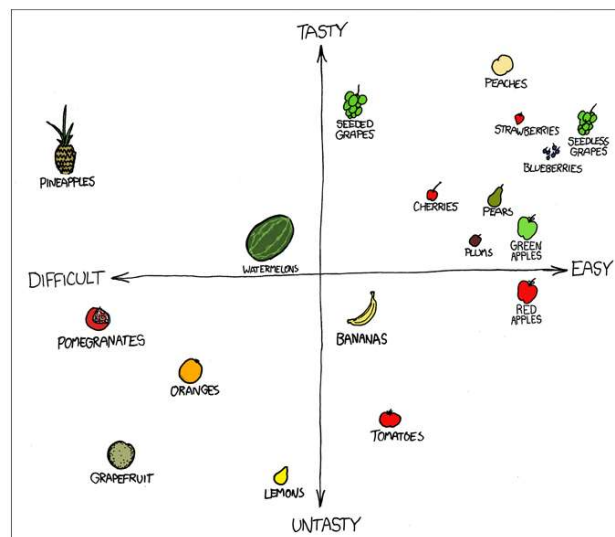 TASTY
PEACHES
SEEDED
GRAPES
STRAWBERRIES
SEEDLESS
GRAPES
BLUEBERRIES
PINEAPPLES
CHERRIES
PEARS
GREEN
APPLES
PLUMS
WATERMELONS
DIFFICULT
EASY
RED
APPLES
POMEGRANATES
BANANAS
ORANGES
TOMATOES
GRAPEFRUIT
LEMONS
UNTASTY